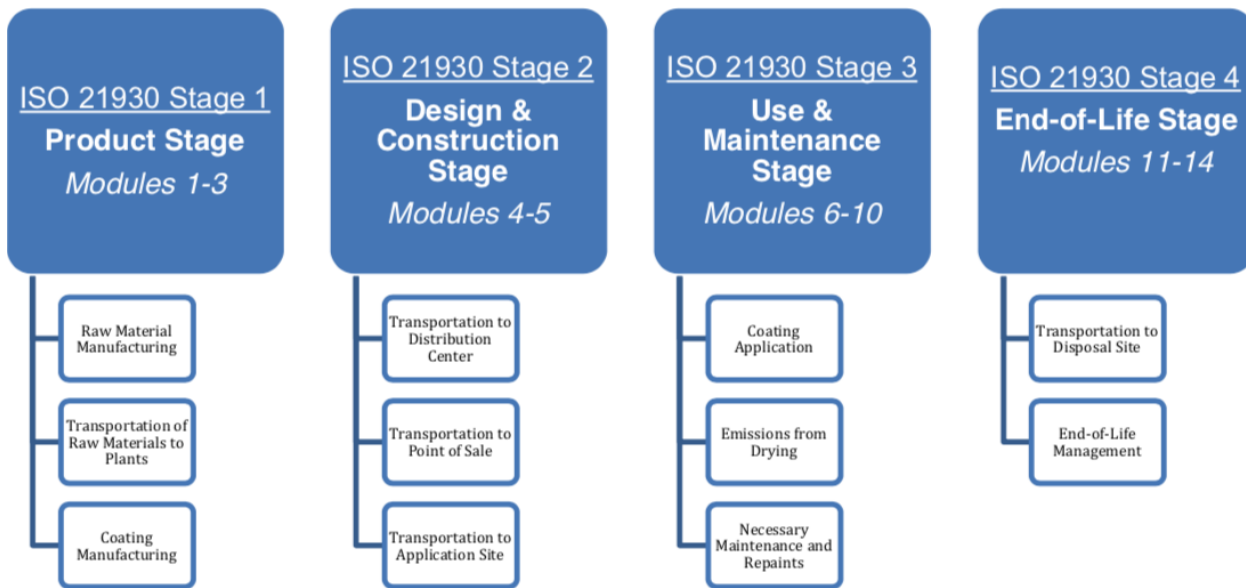 ISO 21930 Stage 1
Product Stage
Modules 1-3
Raw Material
Manufacturing
Transportation of
Raw Materials to
Plants
Coating
Manufacturing
ISO 21930 Stage 2
Design &
Construction
Stage
Modules 4-5
Transportation to
Distribution
Center
Transportation to
Point of Sale
Transportation to
Application Site
ISO 21930 Stage 3
Use &
Maintenance
Stage
Modules 6-10
Coating
Application
Emissions from
Drying
Necessary
Maintenance and
Repaints
ISO 21930 Stage 4
End-of-Life Stage
Modules 11-14
Transportation to
Disposal Site
End-of-Life
Management